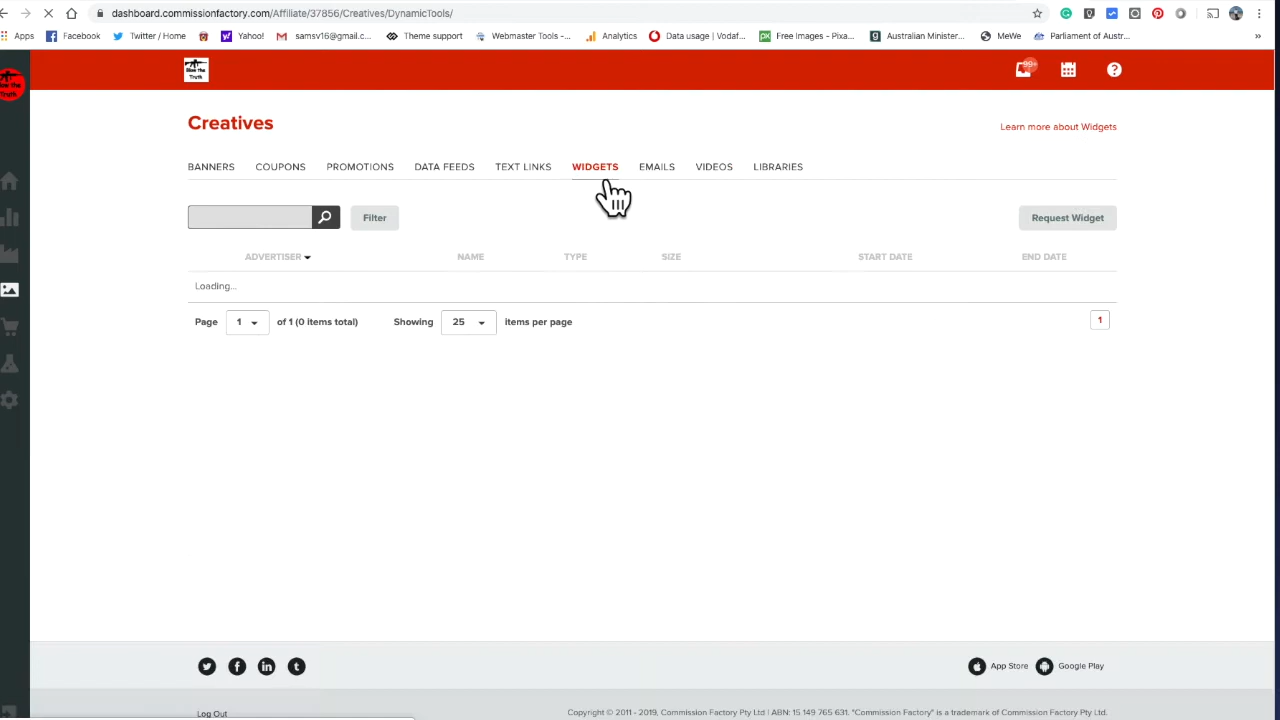 dashboard.commissionfactory.com/Affiliate/37856/Creatives/DynamicTools/
Apps Facebook Twitter / Home Yahoo! samsv16@gmail.c... Theme support Webmaster Tools -... Analytics Data usage | Vodaf... Free Images - Pixa... Australian Minister... MeWe Parliament of Austr... »
99+
Creatives
Learn more about Widgets
BANNERS COUPONS PROMOTIONS DATA FEEDS TEXT LINKS WIDGETS EMAILS VIDEOS LIBRARIES
Filter Request Widget
ADVERTISER NAME TYPE SIZE START DATE END DATE
Loading...
Page 1 of 1 (0 items total) Showing 25 items per page 1
App Store Google Play
Log Out Copyright © 2011 - 2019, Commission Factory Pty Ltd | ABN: 15 149 765 631. "Commission Factory" is a trademark of Commission Factory Pty Ltd.